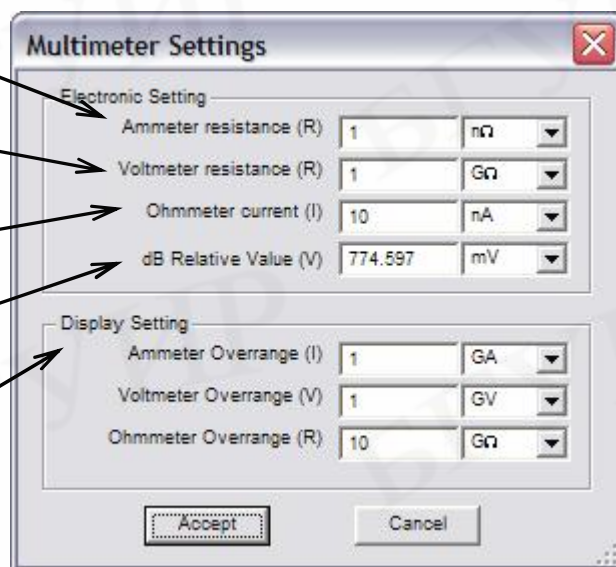 Multimeter Settings
Electronic Setting
Ammeter resistance (R) 1 nΩ
Voltmeter resistance (R) 1 GΩ
Ohmmeter current (I) 10 nA
dB Relative Value (V) 774.597 mV
Display Setting
Ammeter Overrange (I) 1 GA
Voltmeter Overrange (V) 1 GV
Ohmmeter Overrange (R) 10 GΩ
Accept Cancel